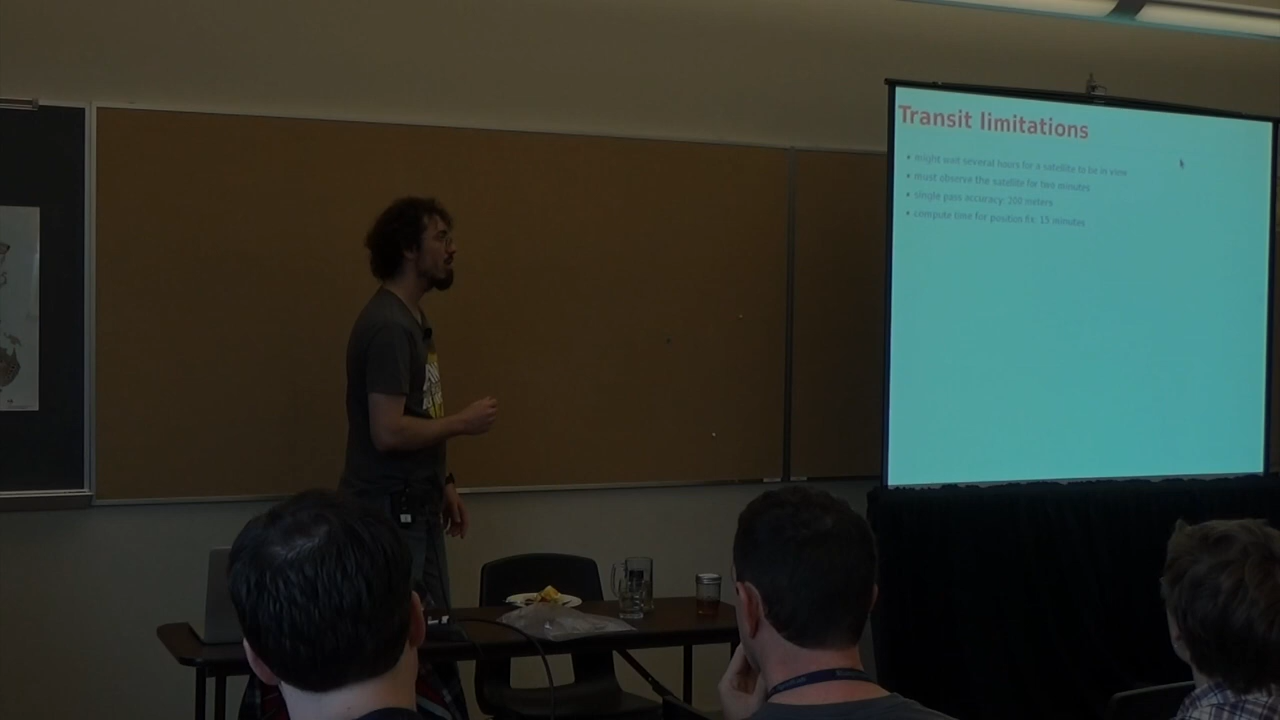 Transit limitations
• might wait several hours for a satellite to be in view
• must observe the satellite for two minutes
• single pass accuracy: 200 meters
• compute time for position fix: 15 minutes